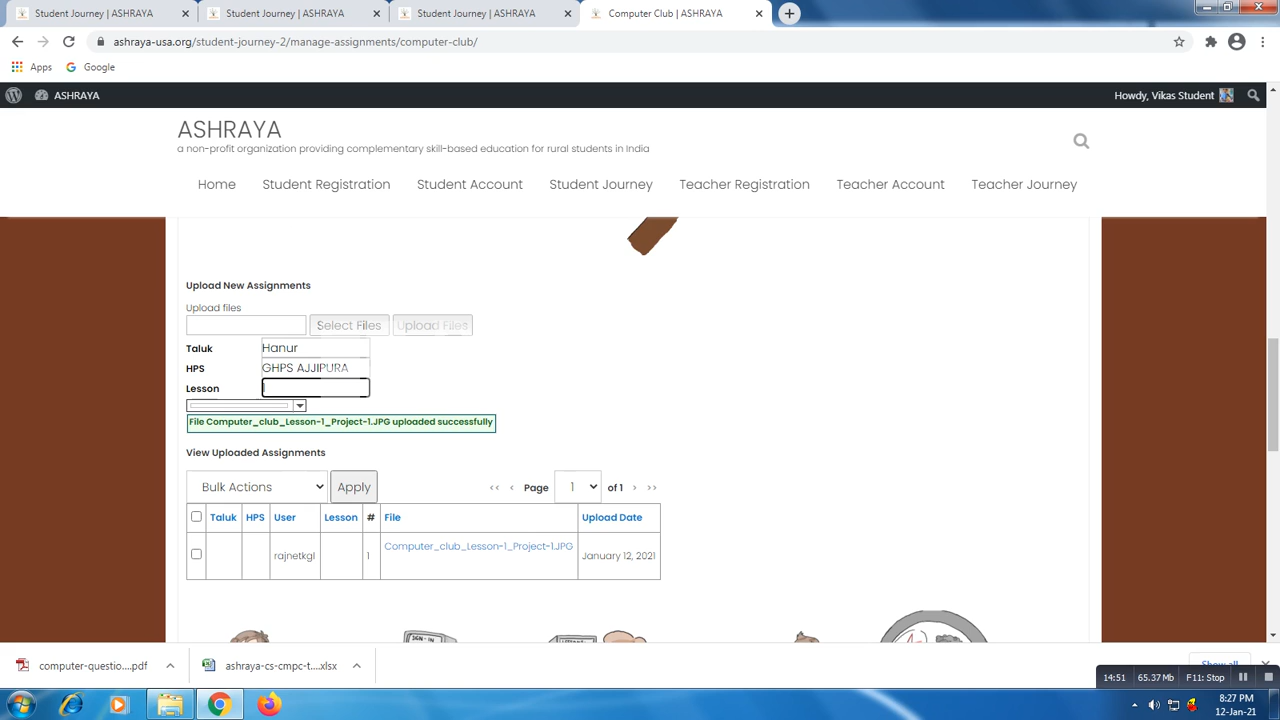 Student Journey | ASHRAYA
Student Journey | ASHRAYA
Student Journey | ASHRAYA
Computer Club | ASHRAYA
ashraya-usa.org/student-journey-2/manage-assignments/computer-club/
Apps
Google
ASHRAYA
Howdy, Vikas Student
ASHRAYA
a non-profit organization providing complementary skill-based education for rural students in India
Home
Student Registration
Student Account
Student Journey
Teacher Registration
Teacher Account
Teacher Journey
Upload New Assignments
Upload files
Select Files
Upload Files
Taluk
Hanur
HPS
GHPS AJJIPURA
Lesson
File Computer_club_Lesson-1_Project-1.JPG uploaded successfully
View Uploaded Assignments
Bulk Actions
Apply
<< < Page 1 of 1 > >>
Taluk HPS User Lesson # File Upload Date
rajnetkgl 1 Computer_club_Lesson-1_Project-1.JPG January 12, 2021
SIGN-IN
computer-questio....pdf
ashraya-cs-cmpc-t....xlsx
Show all
14:51 65.37 Mb F11: Stop
8:27 PM
12-Jan-21